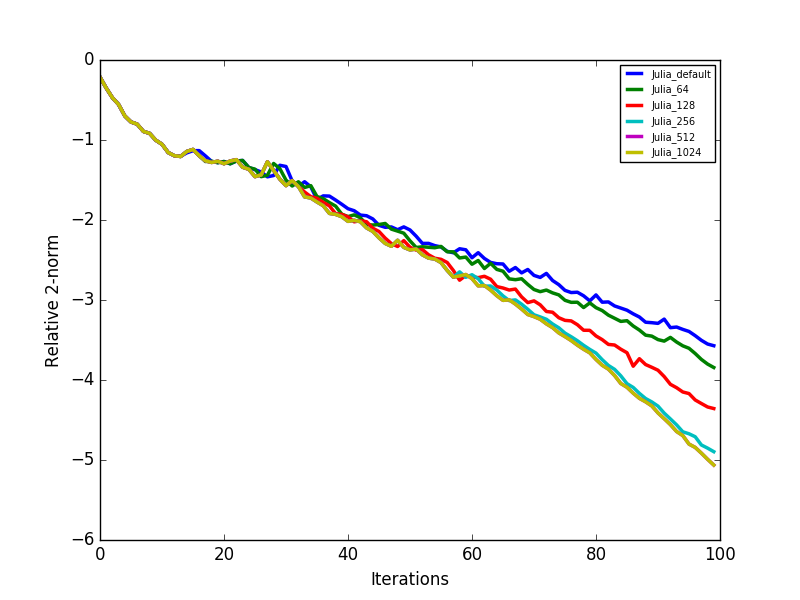 0
−1
−2
−3
−4
−5
−6
Relative 2-norm
Julia_default
Julia_64
Julia_128
Julia_256
Julia_512
Julia_1024
0 20 40 60 80 100
Iterations